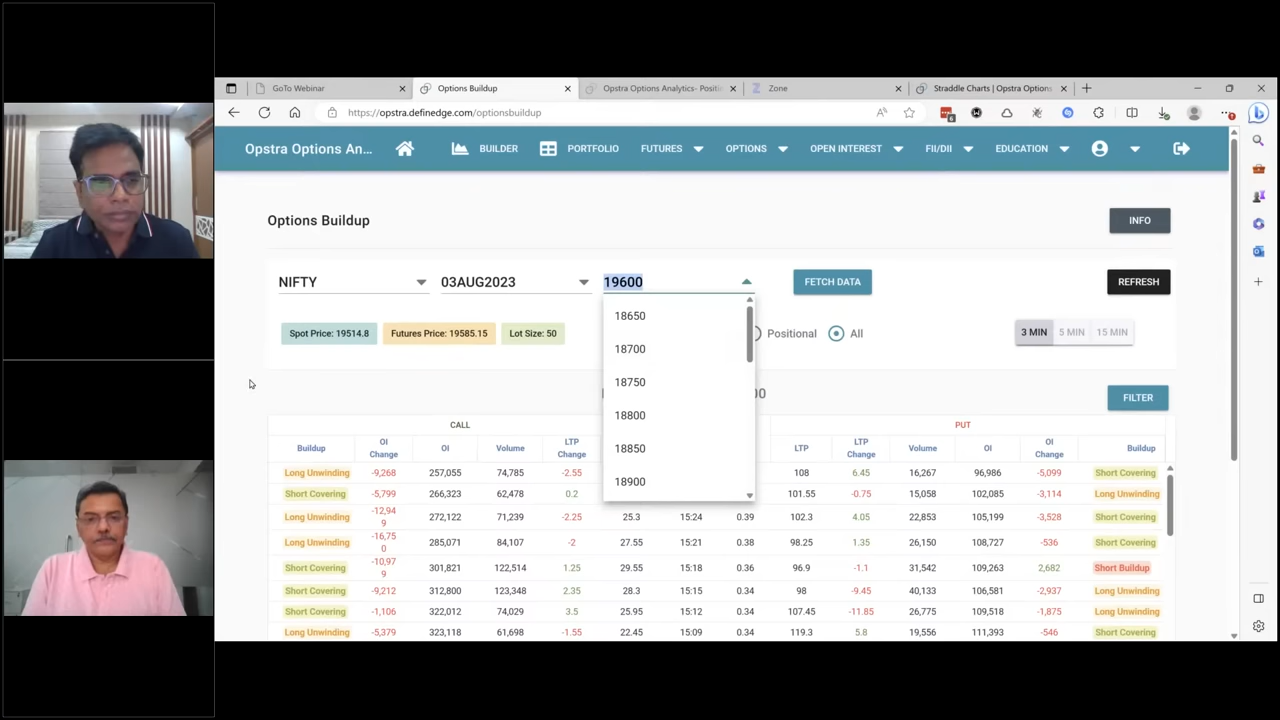 GoTo Webinar
Options Buildup
Opstra Options Analytics- Positi
Zone
Straddle Charts | Opstra Options
https://opstra.definedge.com/optionsbuildup
Opstra Options An...
BUILDER
PORTFOLIO
FUTURES
OPTIONS
OPEN INTEREST
FII/DII
EDUCATION
Options Buildup
INFO
NIFTY
03AUG2023
19600
FETCH DATA
REFRESH
18650
18700
18750
18800
18850
18900
Spot Price: 19514.8
Futures Price: 19585.15
Lot Size: 50
Positional
All
3 MIN
5 MIN
15 MIN
00
FILTER
CALL
PUT
Buildup OI Change OI Volume LTP Change LTP LTP Change Volume OI OI Change Buildup
Long Unwinding -9,268 257,055 74,785 -2.55 108 6.45 16,267 96,986 -5,099 Short Covering
Short Covering -5,799 266,323 62,478 0.2 101.55 -0.75 15,058 102,085 -3,114 Long Unwinding
Long Unwinding -12,949 272,122 71,239 -2.25 25.3 15:24 0.39 102.3 4.05 22,853 105,199 -3,528 Short Covering
Long Unwinding -16,750 285,071 84,107 -2 27.55 15:21 0.38 98.25 1.35 26,150 108,727 -536 Short Covering
Short Covering -10,979 301,821 122,514 1.25 29.55 15:18 0.36 96.9 -1.1 31,542 109,263 2,682 Short Buildup
Short Covering -9,212 312,800 123,348 2.35 28.3 15:15 0.34 98 -9.45 40,133 106,581 -2,937 Long Unwinding
Short Covering -1,106 322,012 74,029 3.5 25.95 15:12 0.34 107.45 -11.85 26,775 109,518 -1,875 Long Unwinding
Long Unwinding -5,379 323,118 61,698 -1.55 22.45 15:09 0.34 119.3 5.8 19,556 111,393 -546 Short Covering